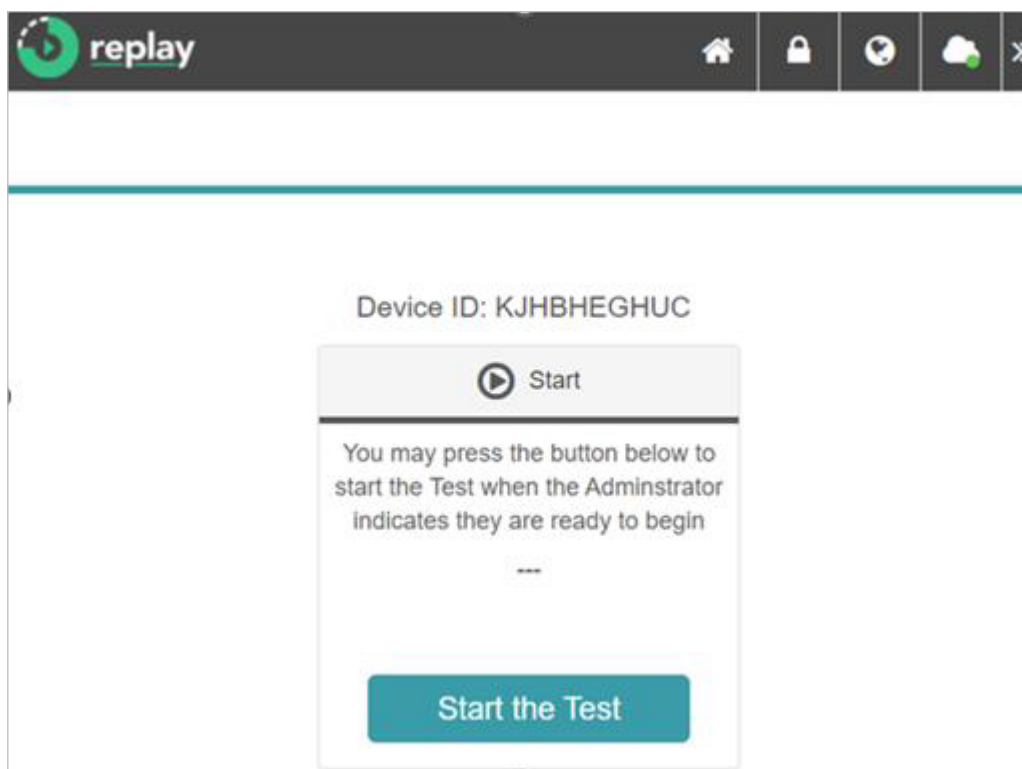 replay
Device ID: KJHBHEGHUC
Start
You may press the button below to
start the Test when the Adminstrator
indicates they are ready to begin
---
Start the Test